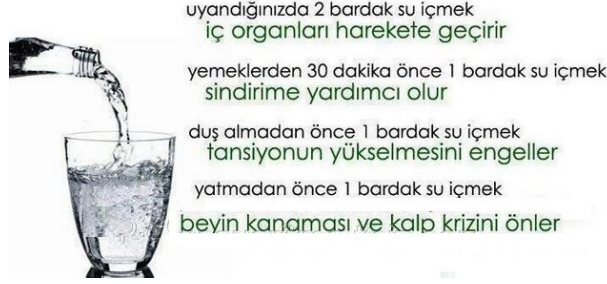 uyandığınızda 2 bardak su içmek
iç organları harekete geçirir
yemeklerden 30 dakika önce 1 bardak su içmek
sindirime yardımcı olur
duş almadan önce 1 bardak su içmek
tansiyonun yükselmesini engeller
yatmadan önce 1 bardak su içmek
beyin kanaması ve kalp krizini önler